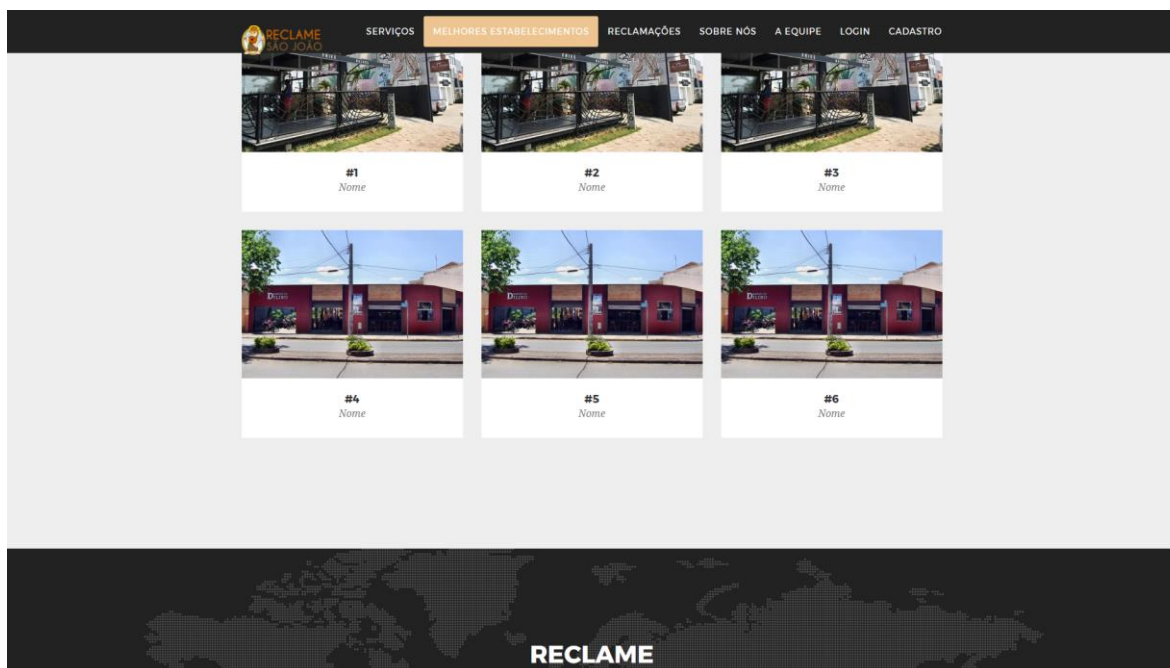 RECLAME
SÃO JOÃO
SERVIÇOS MELHORES ESTABELECIMENTOS RECLAMAÇÕES SOBRE NÓS A EQUIPE LOGIN CADASTRO
#1 #2 #3
Nome Nome Nome
#4 #5 #6
Nome Nome Nome
RECLAME